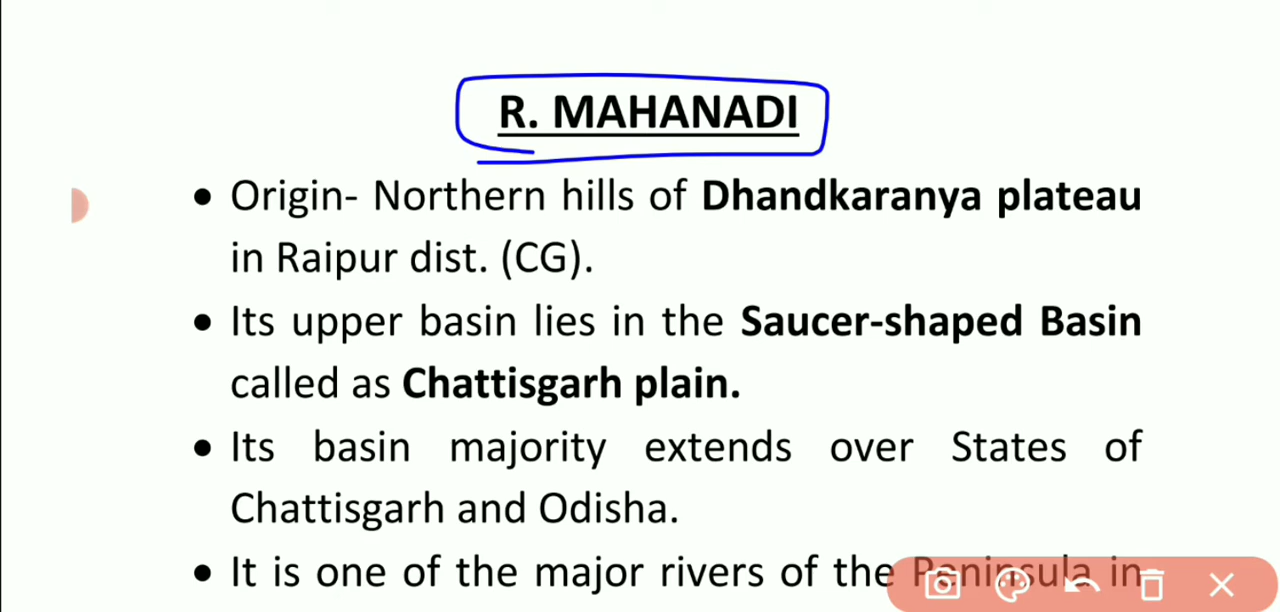 R. MAHANADI
• Origin- Northern hills of Dhandkaranya plateau
in Raipur dist. (CG).
• Its upper basin lies in the Saucer-shaped Basin
called as Chattisgarh plain.
• Its basin majority extends over States of
Chattisgarh and Odisha.
• It is one of the major rivers of the Peninsula in